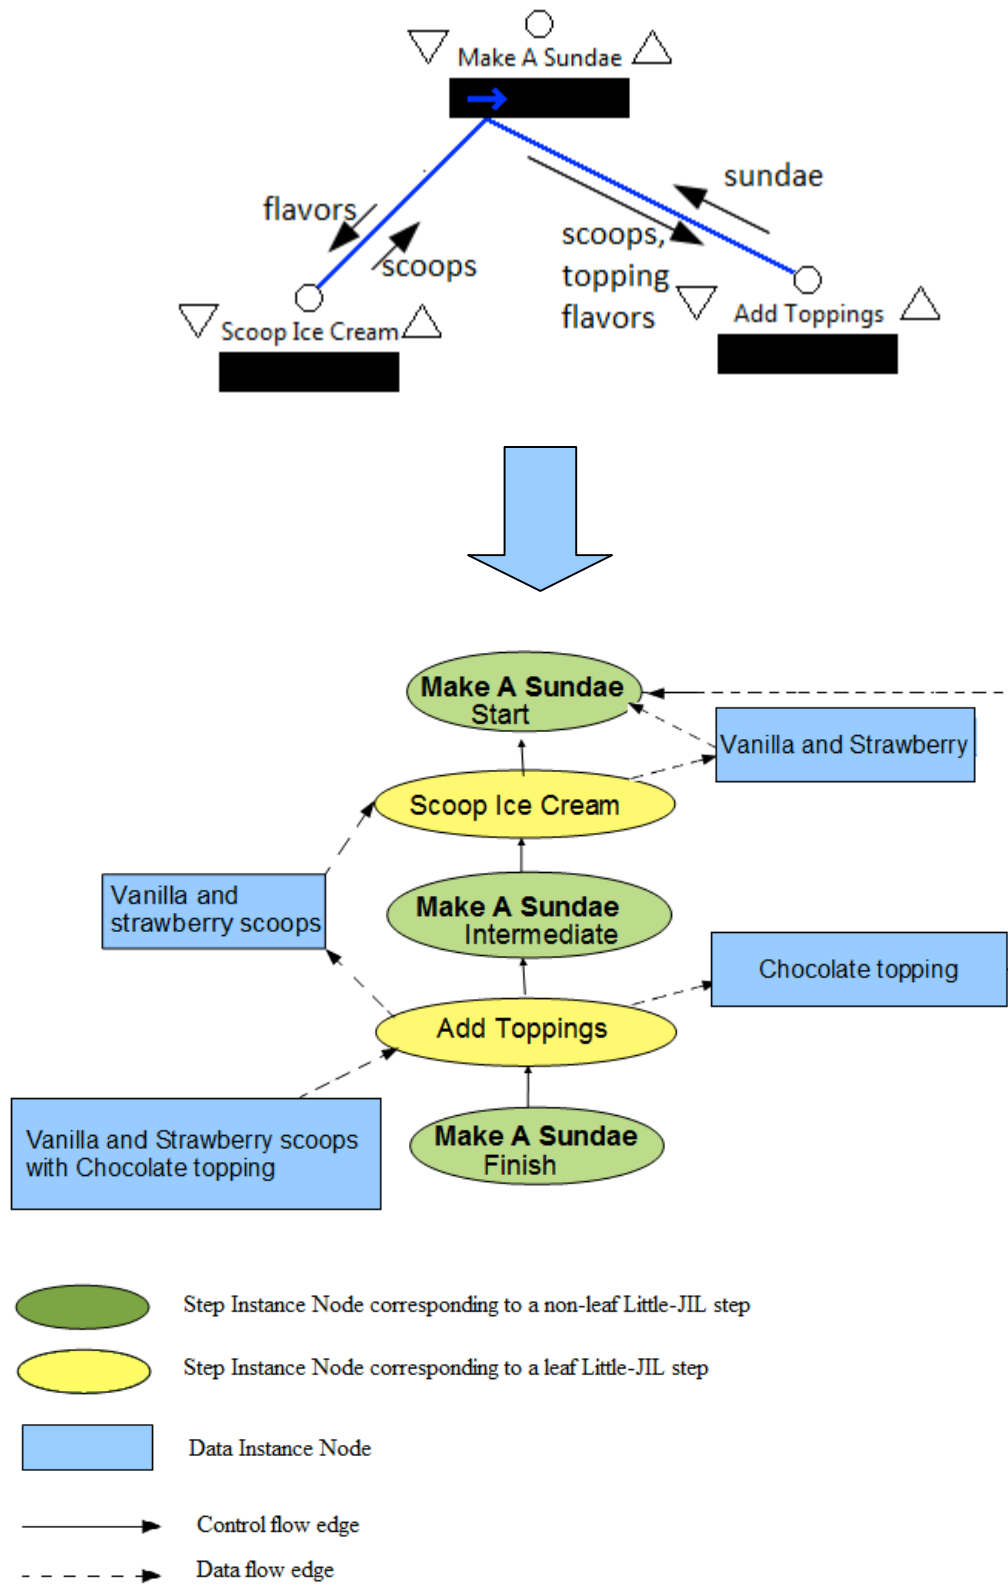 Make A Sundae
flavors
scoops
sundae
scoops,
topping
flavors
Scoop Ice Cream
Add Toppings
Make A Sundae
Start
Vanilla and Strawberry
Scoop Ice Cream
Vanilla and
strawberry scoops
Make A Sundae
Intermediate
Chocolate topping
Add Toppings
Vanilla and Strawberry scoops
with Chocolate topping
Make A Sundae
Finish
Step Instance Node corresponding to a non-leaf Little-JIL step
Step Instance Node corresponding to a leaf Little-JIL step
Data Instance Node
Control flow edge
Data flow edge